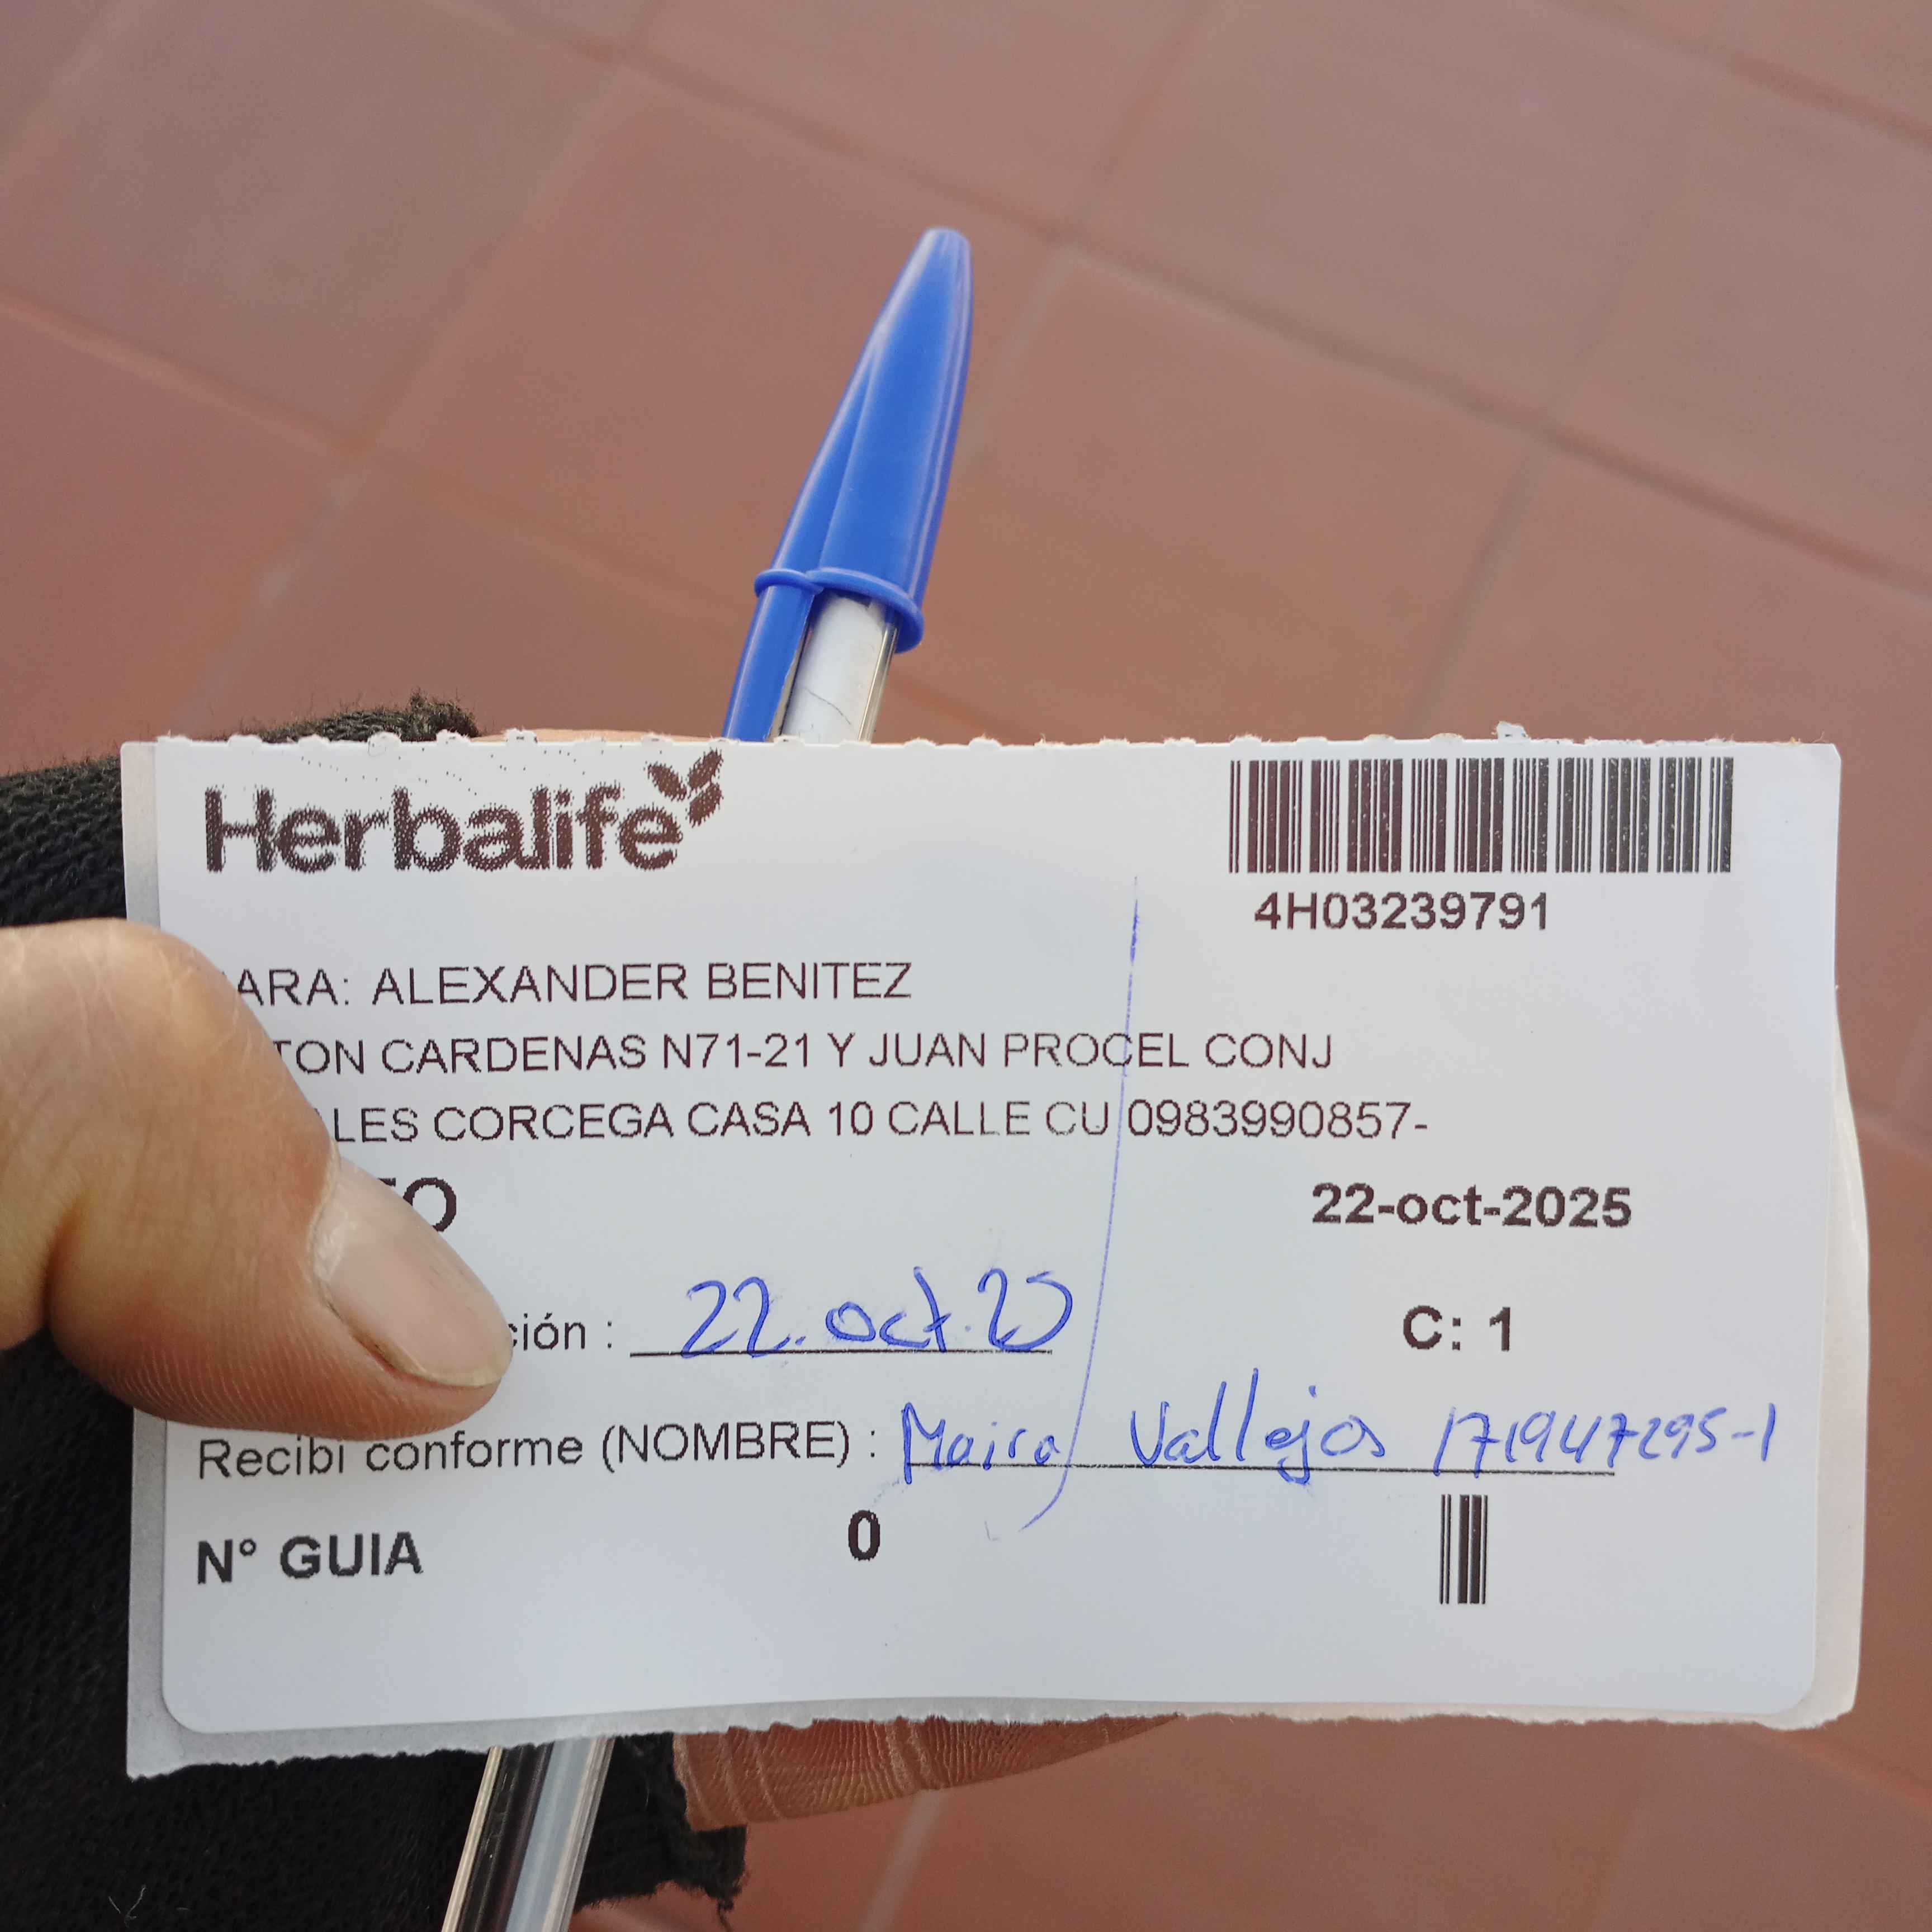 Herbalife
4H03239791
ARA: ALEXANDER BENITEZ
TON CARDENAS N71-21 Y JUAN PROCEL CONJ
LES CORCEGA CASA 10 CALLE CU 0983990857-
TO 22-oct-2025
ción : 22.oct.25 C: 1
Recibi conforme (NOMBRE) : Maira Vallejos 171947295-1
N° GUIA 0